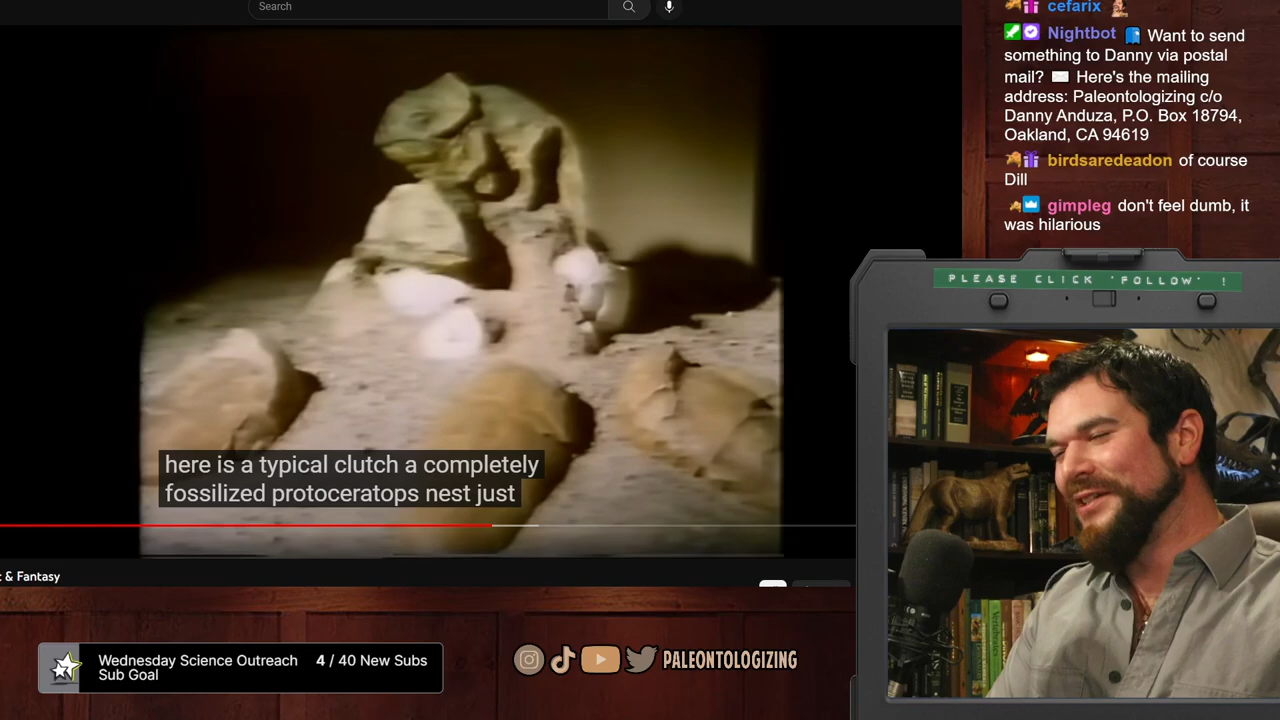 Search
cefarix
Nightbot Want to send
something to Danny via postal
mail? Here's the mailing
address: Paleontologizing c/o
Danny Anduza, P.O. Box 18794,
Oakland, CA 94619
birdsaredeadon of course
Dill
gimpleg don't feel dumb, it
was hilarious
PLEASE CLICK 'FOLLOW' !
here is a typical clutch a completely
fossilized protoceratops nest just
& Fantasy
Wednesday Science Outreach 4 / 40 New Subs
Sub Goal
PALEONTOLOGIZING